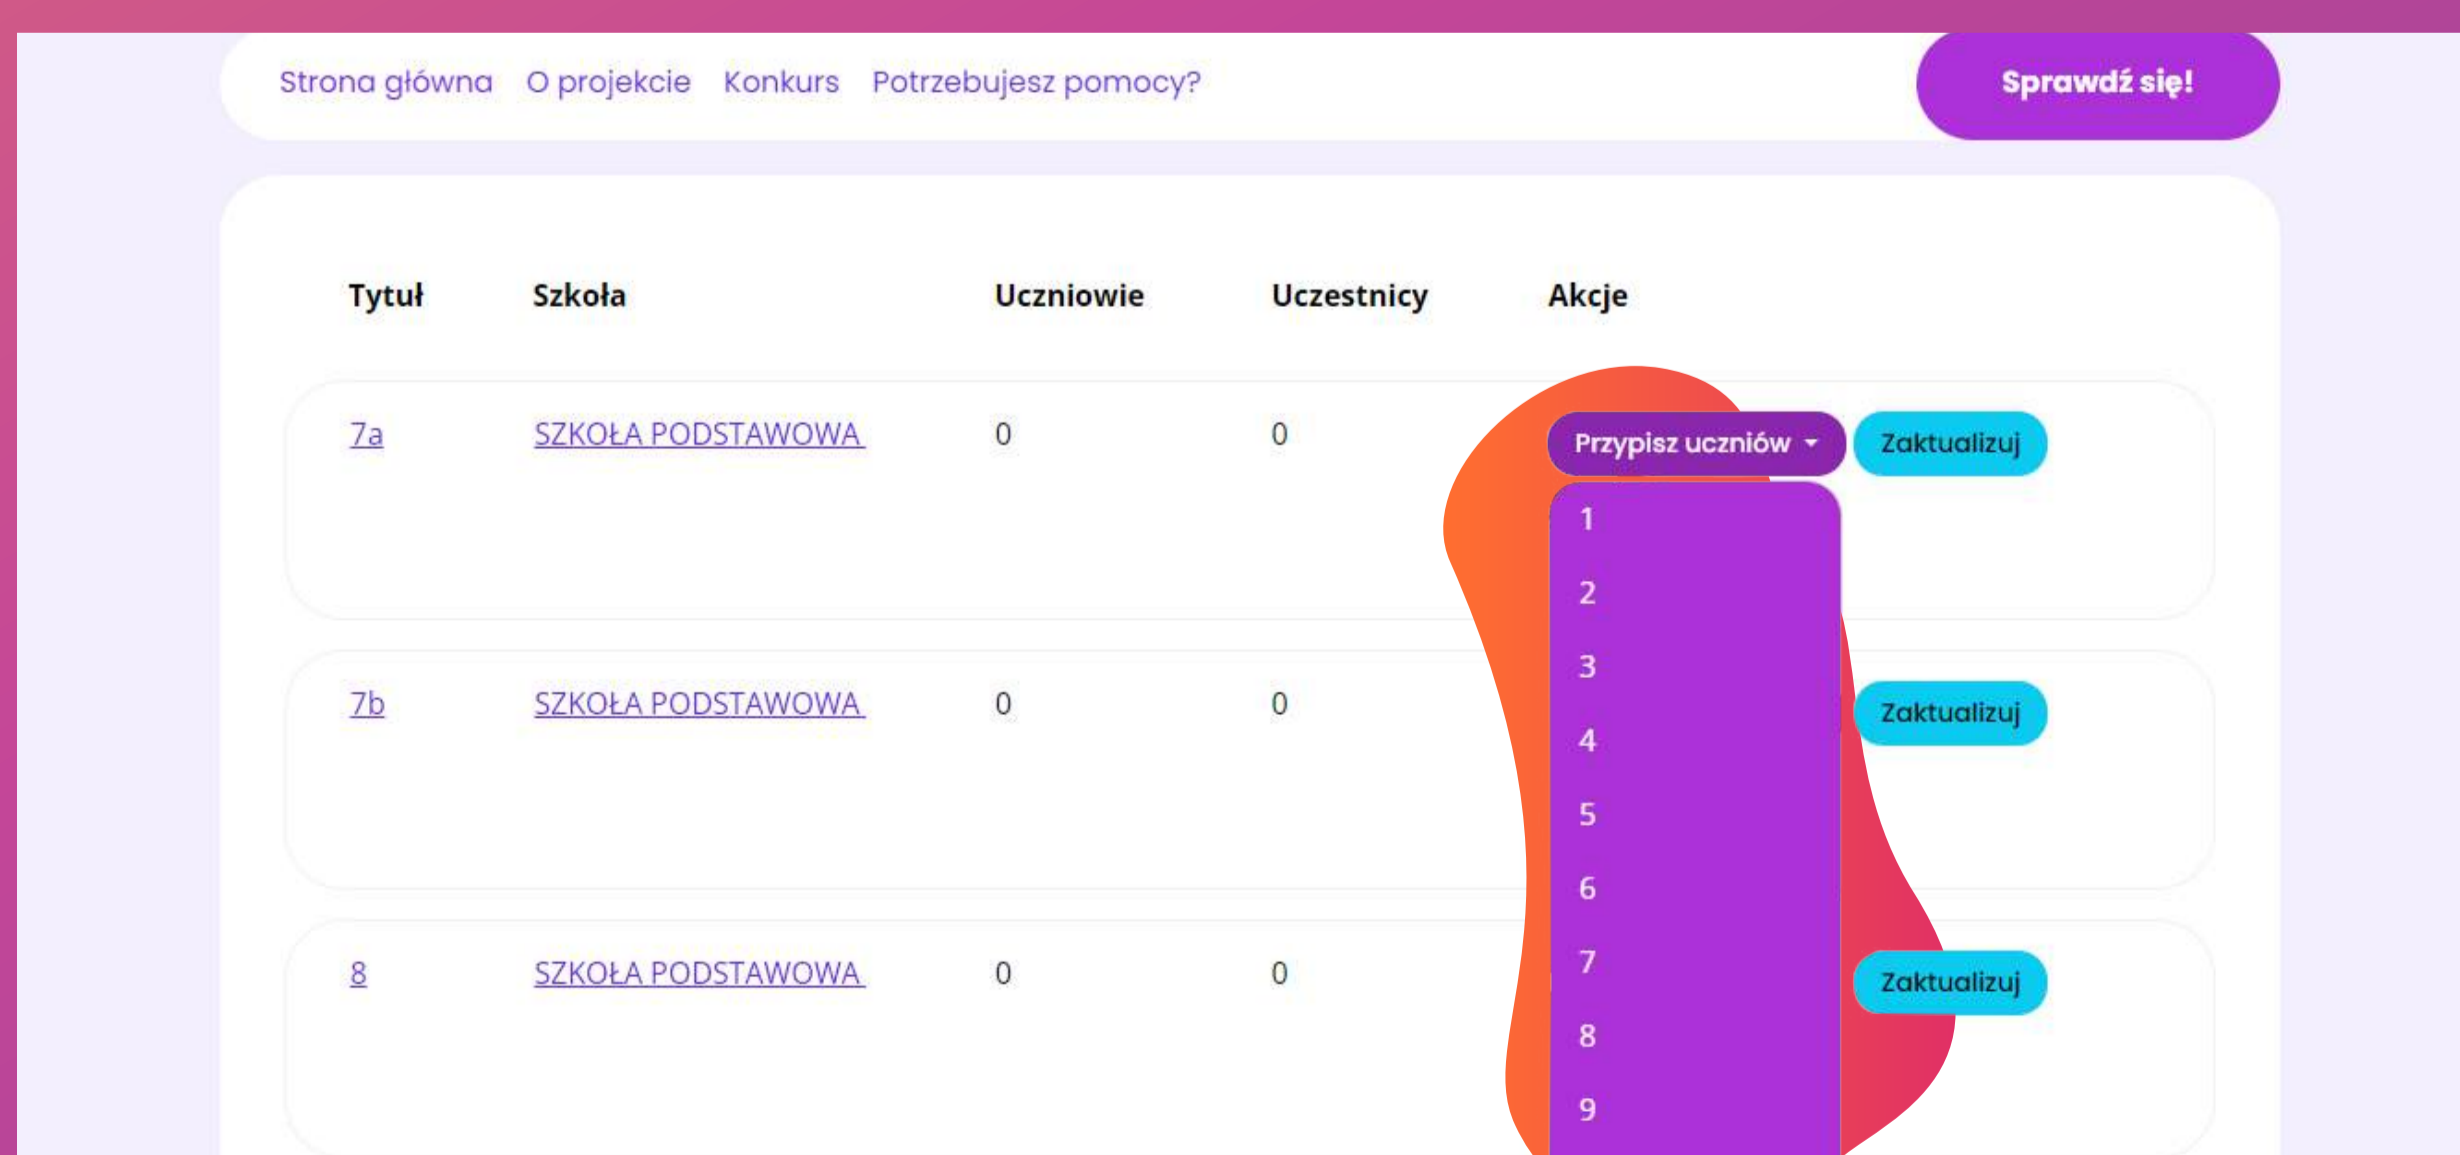 Strona główna O projekcie Konkurs Potrzebujesz pomocy? Sprawdź się!
Tytuł Szkoła Uczniowie Uczestnicy Akcje
7a SZKOŁA PODSTAWOWA 0 0 Przypisz uczniów Zaktualizuj
1
2
3
7b SZKOŁA PODSTAWOWA 0 0 Zaktualizuj
4
5
6
7
8 SZKOŁA PODSTAWOWA 0 0 Zaktualizuj
8
9